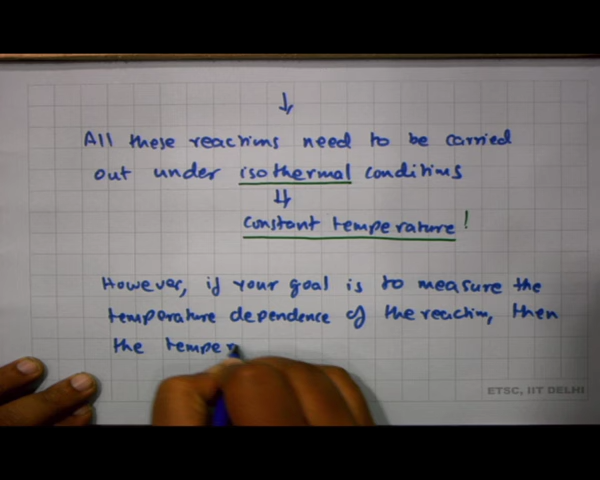 All these reactions need to be carried
out under isothermal conditions
constant temperature!
However, if your goal is to measure the
temperature dependence of the reaction, then
the temper
ETSC, IIT DELHI